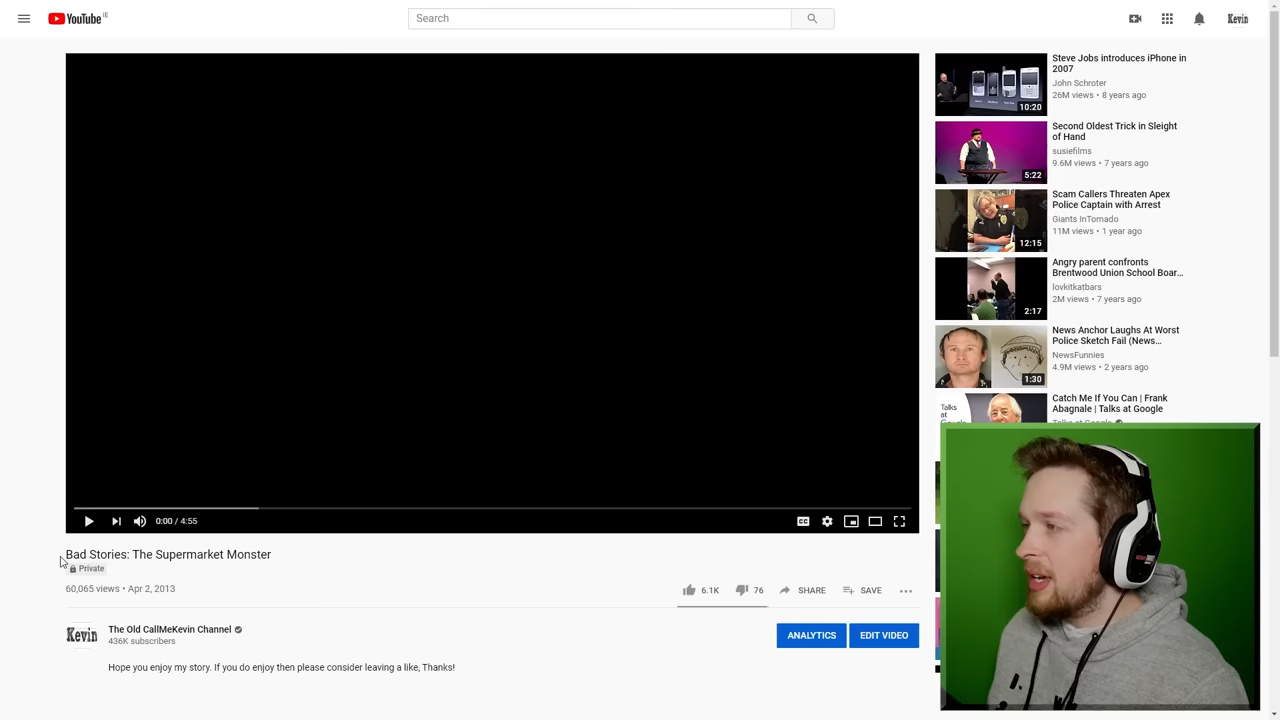 YouTube IE
Search
Kevin
0:00 / 4:55
CC
Bad Stories: The Supermarket Monster
Private
60,065 views • Apr 2, 2013
6.1K
76
SHARE
SAVE
Kevin
The Old CallMeKevin Channel
436K subscribers
ANALYTICS
EDIT VIDEO
Hope you enjoy my story. If you do enjoy then please consider leaving a like, Thanks!
10:20
Steve Jobs introduces iPhone in
2007
John Schroter
26M views • 8 years ago
5:22
Second Oldest Trick in Sleight
of Hand
susiefilms
9.6M views • 7 years ago
12:15
Scam Callers Threaten Apex
Police Captain with Arrest
Giants InTornado
11M views • 1 year ago
2:17
Angry parent confronts
Brentwood Union School Boar...
lovkitkatbars
2M views • 7 years ago
1:30
News Anchor Laughs At Worst
Police Sketch Fail (News...
NewsFunnies
4.9M views • 2 years ago
Talks
at
Google
Catch Me If You Can | Frank
Abagnale | Talks at Google